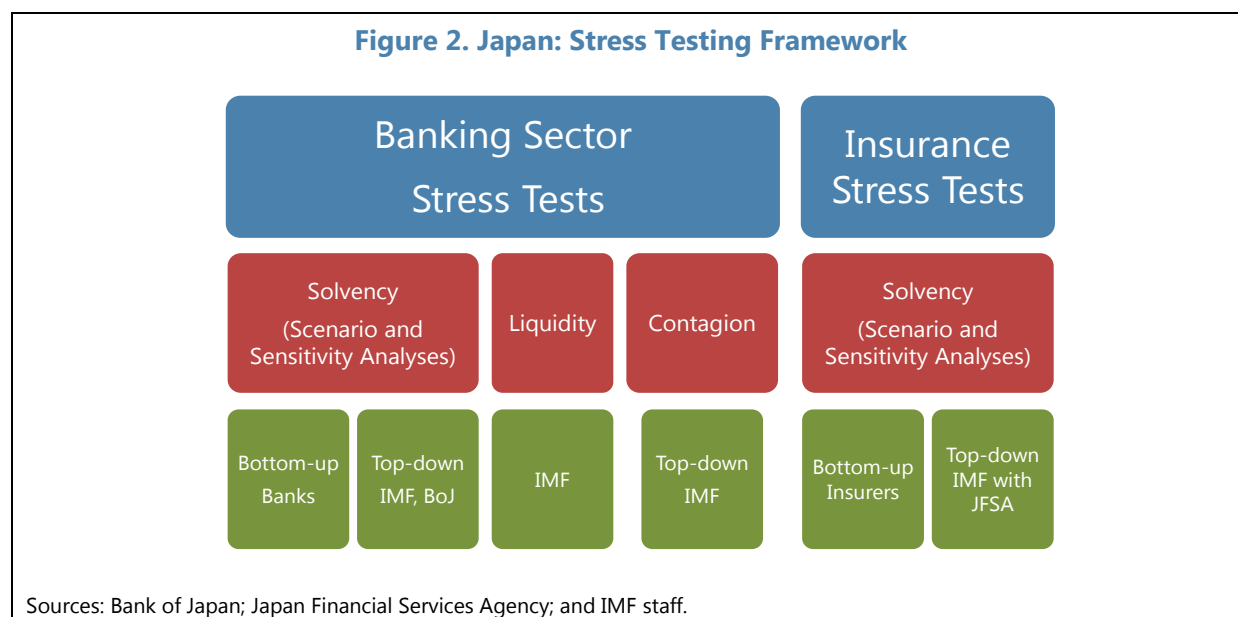 Figure 2. Japan: Stress Testing Framework
Banking Sector
Stress Tests
Insurance
Stress Tests
Solvency
(Scenario and
Sensitivity Analyses)
Liquidity
Contagion
Solvency
(Scenario and
Sensitivity Analyses)
Bottom-up
Banks
Top-down
IMF, BoJ
IMF
Top-down
IMF
Bottom-up
Insurers
Top-down
IMF with
JFSA
Sources: Bank of Japan; Japan Financial Services Agency; and IMF staff.